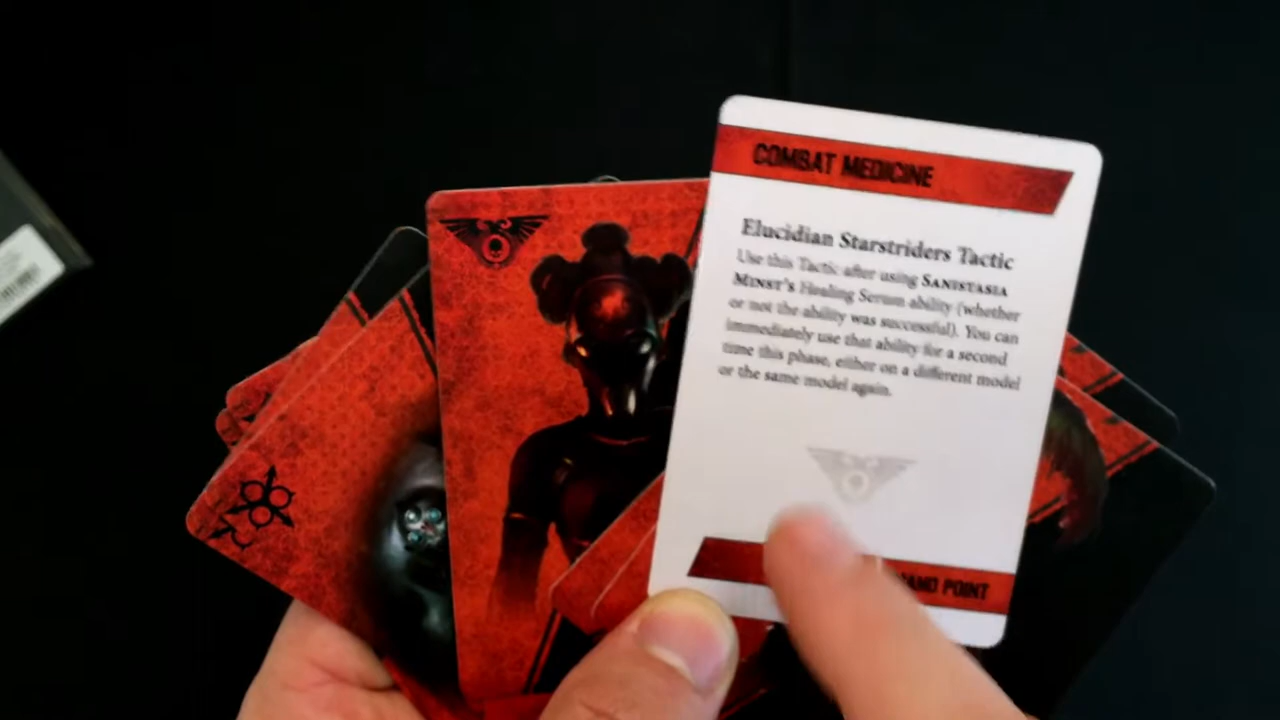 COMBAT MEDICINE
Elucidian Starstriders Tactic
Use this Tactic after using SANISTASIA
MINST'S Healing Serum ability (whether
or not the ability was successful). You can
immediately use that ability for a second
time this phase, either on a different model
or the same model again.
POINT